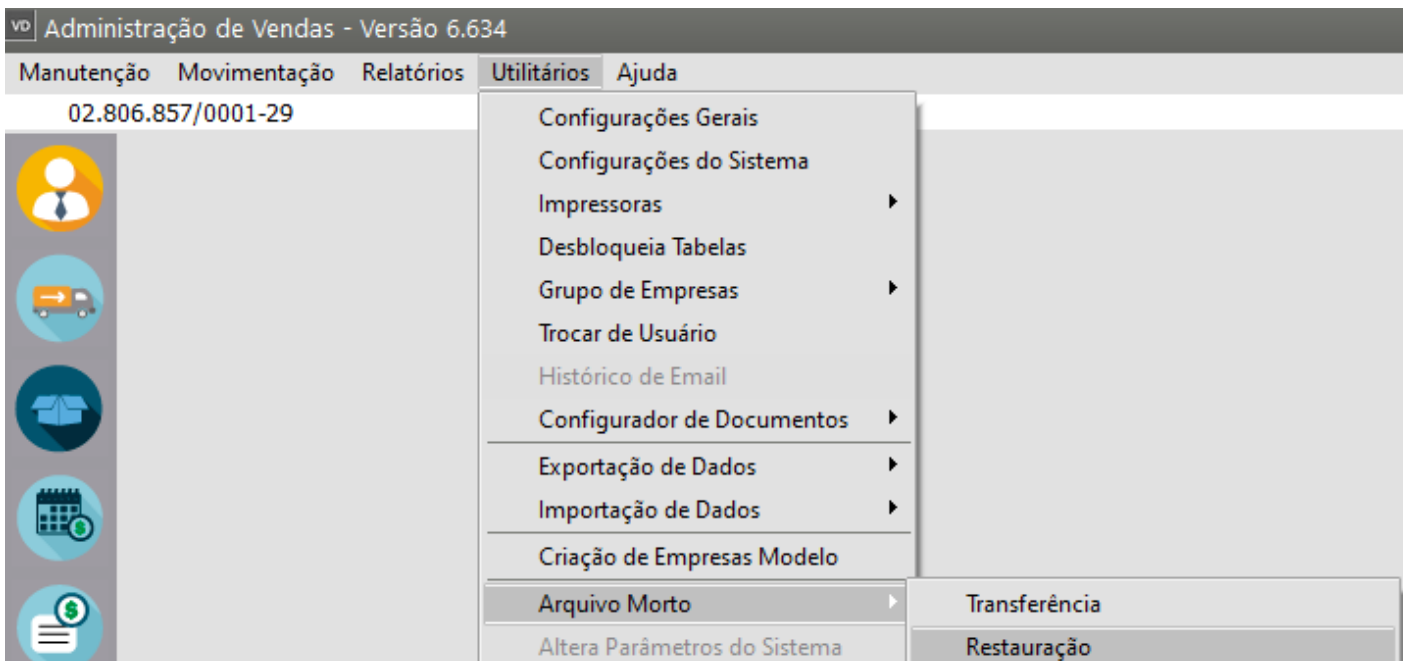 VD Administração de Vendas - Versão 6.634
Manutenção Movimentação Relatórios Utilitários Ajuda
02.806.857/0001-29
Configurações Gerais
Configurações do Sistema
Impressoras
Desbloqueia Tabelas
Grupo de Empresas
Trocar de Usuário
Histórico de Email
Configurador de Documentos
Exportação de Dados
Importação de Dados
Criação de Empresas Modelo
Arquivo Morto
Transferência
Altera Parâmetros do Sistema
Restauração